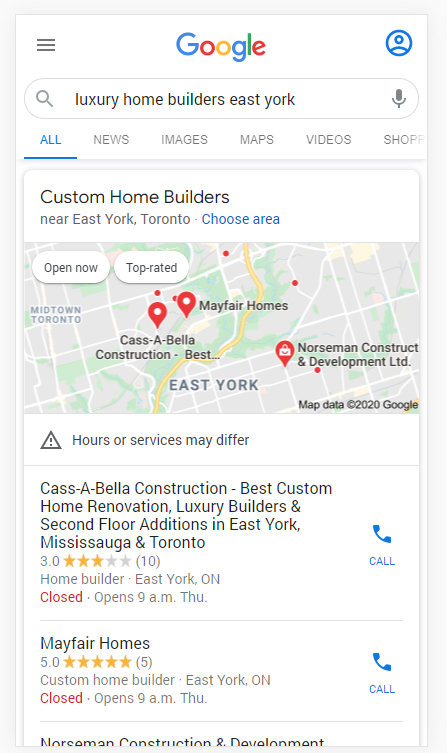 Google
luxury home builders east york
ALL NEWS IMAGES MAPS VIDEOS SHOPP
Custom Home Builders
near East York, Toronto · Choose area
Open now Top-rated
MIDTOWN
TORONTO
Mayfair Homes
Cass-A-Bella
Construction - Best...
Norseman Construct
& Development Ltd.
EAST YORK
Map data ©2020 Google
Hours or services may differ
Cass-A-Bella Construction - Best Custom
Home Renovation, Luxury Builders &
Second Floor Additions in East York,
Mississauga & Toronto
3.0 (10)
CALL
Home builder · East York, ON
Closed · Opens 9 a.m. Thu.
Mayfair Homes
5.0 (5)
Custom home builder · East York, ON
CALL
Closed · Opens 9 a.m. Thu.
Norseman Construction & Development